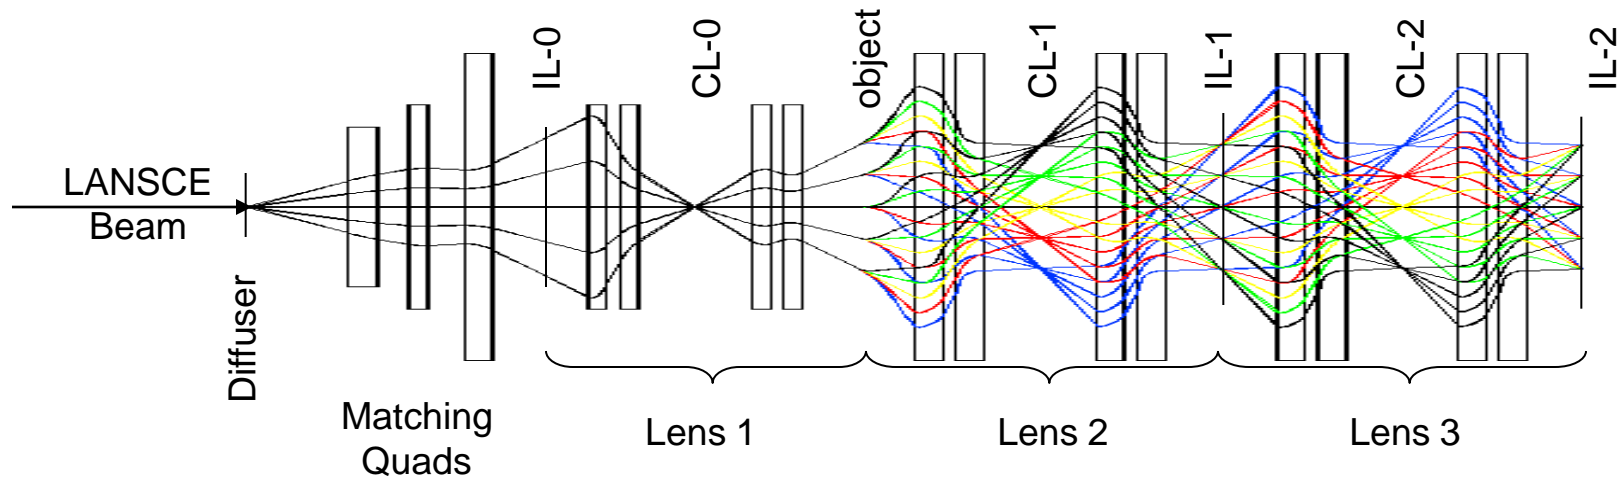 LANSCE
Beam
Diffuser
Matching
Quads
IL-0
CL-0
object
CL-1
IL-1
CL-2
IL-2
Lens 1
Lens 2
Lens 3